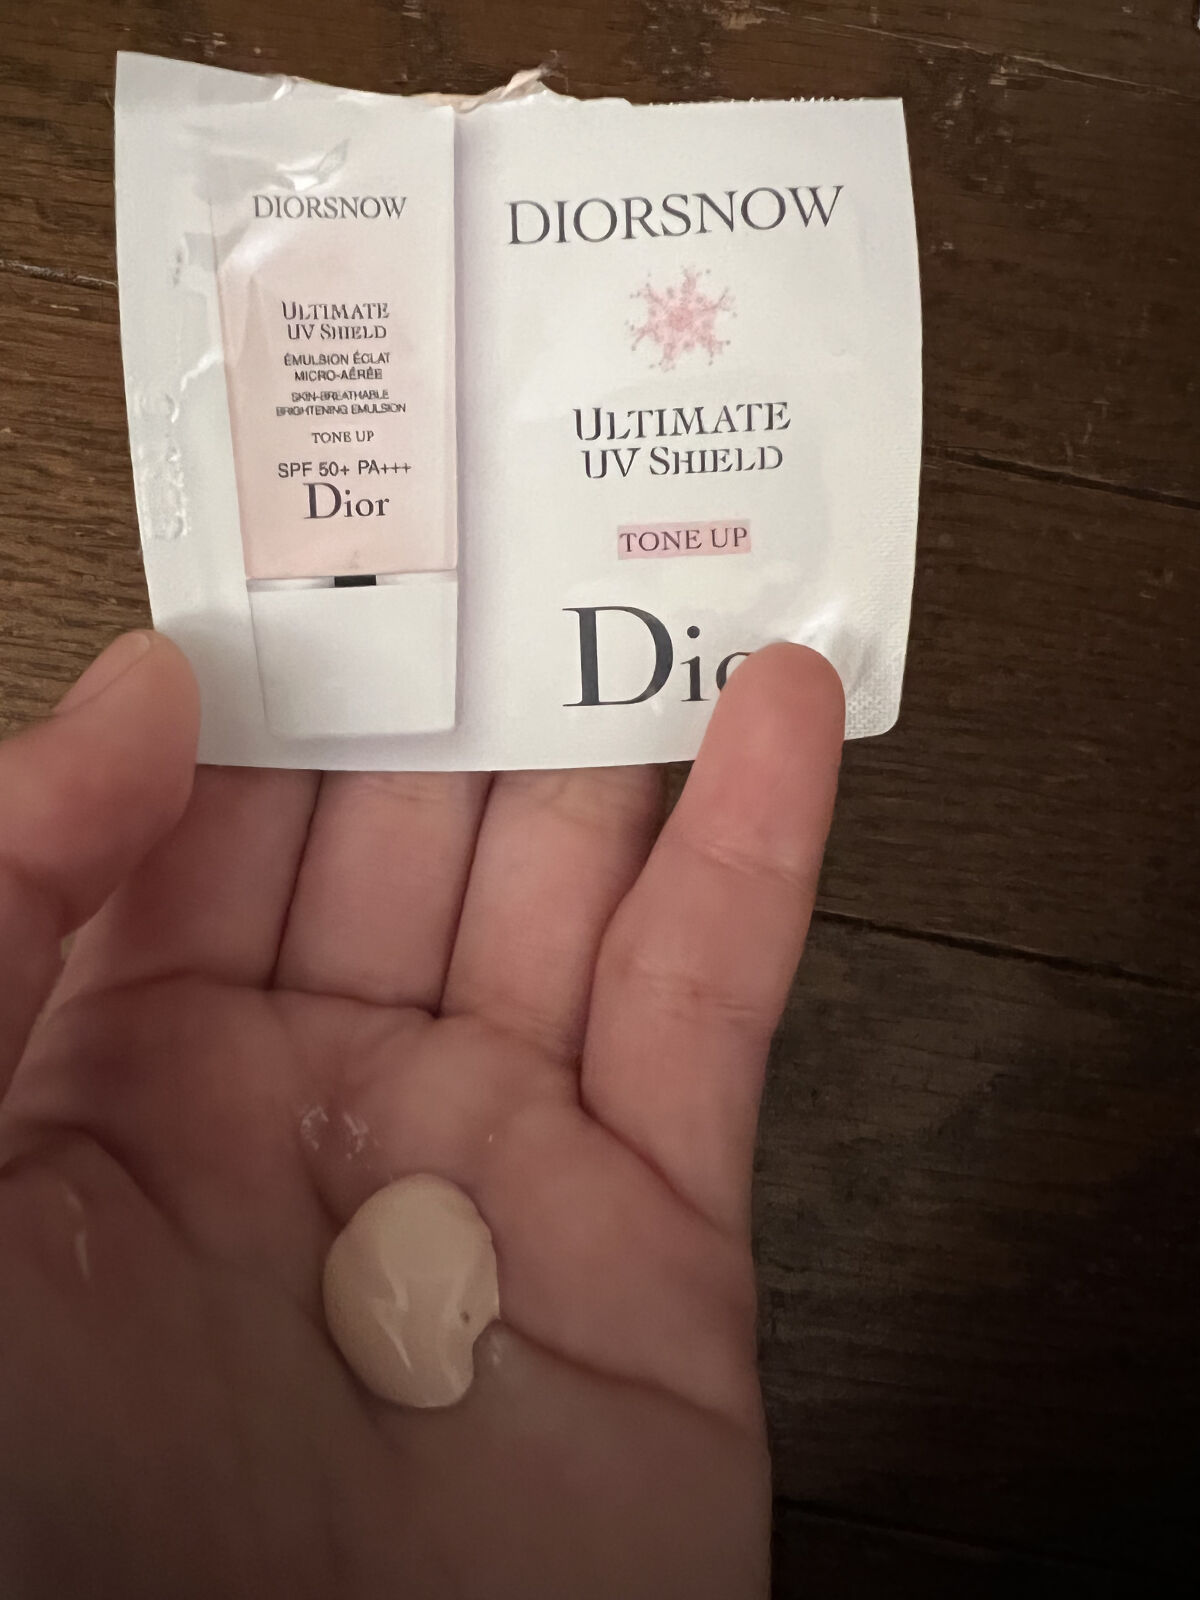 DIORSNOW
ULTIMATE
UV SHIELD
ÉMULSION ÉCLAT
MICRO-AÉRÉE
SKIN-BREATHABLE
BRIGHTENING EMULSION
TONE UP
SPF 50+ PA+++
Dior
DIORSNOW
ULTIMATE
UV SHIELD
TONE UP
Dio